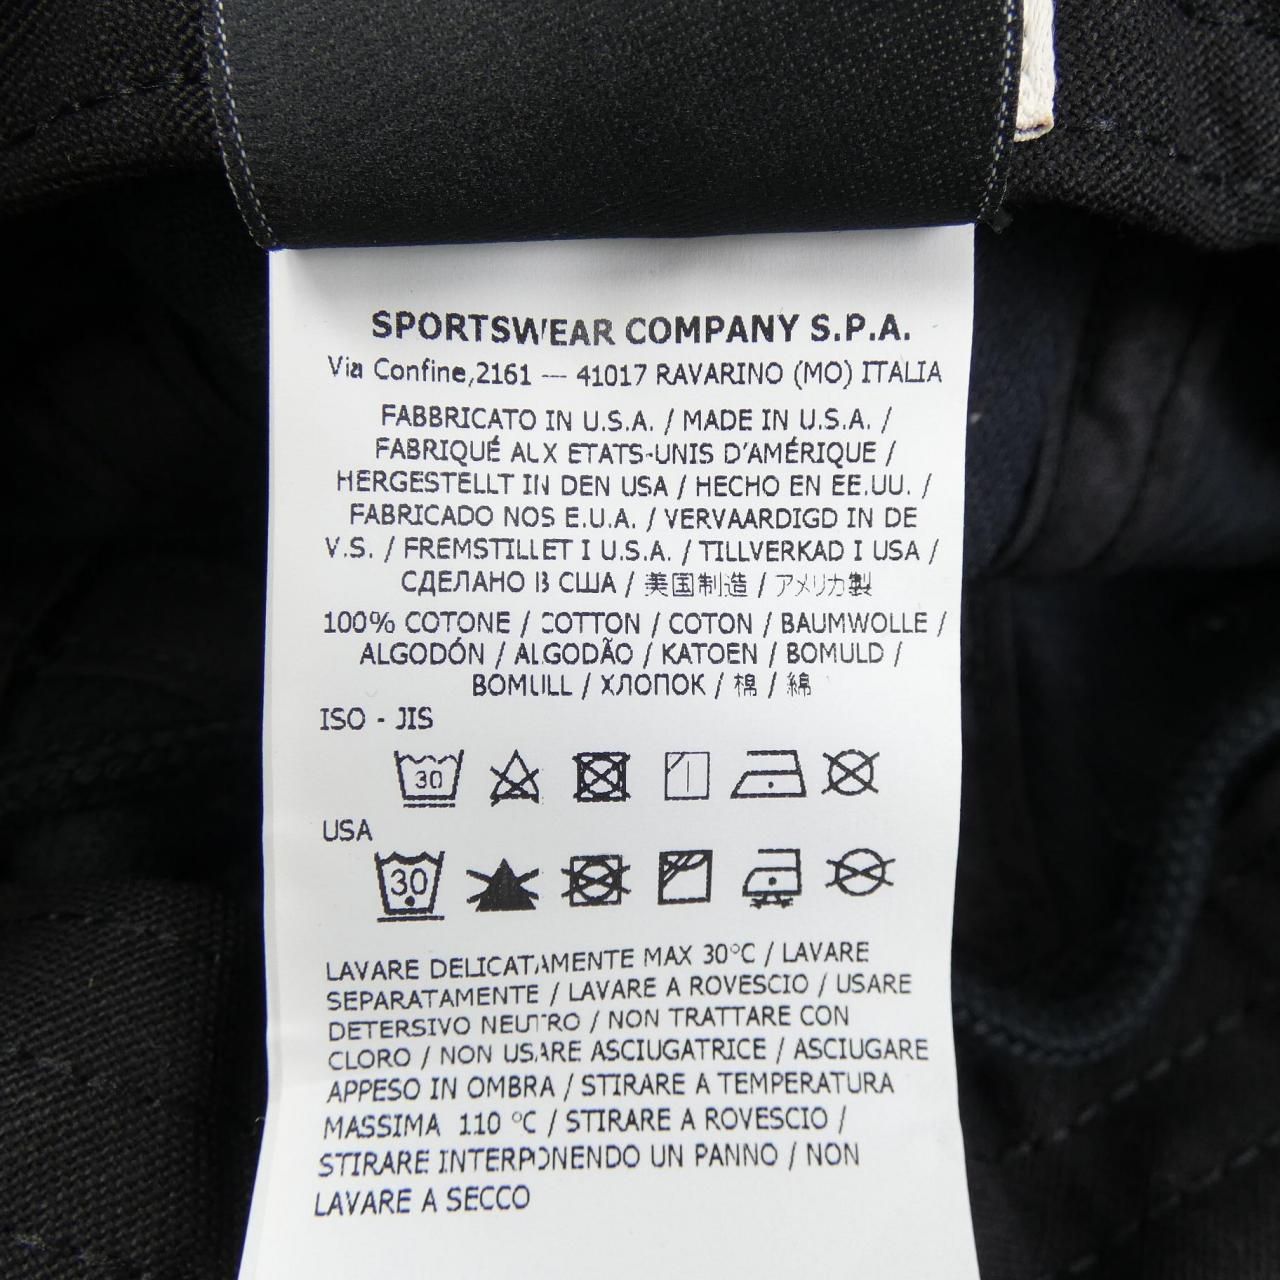 SPORTSWEAR COMPANY S.P.A.
Via Confine,2161 --- 41017 RAVARINO (MO) ITALIA
FABBRICATO IN U.S.A. / MADE IN U.S.A. /
FABRIQUÉ AUX ETATS-UNIS D'AMÉRIQUE /
HERGESTELLT IN DEN USA / HECHO EN EE.UU. /
FABRICADO NOS E.U.A. / VERVAARDIGD IN DE
V.S. / FREMSTILLET I U.S.A. / TILLVERKAD I USA /
СДЕЛАНО В США / 美国制造 / アメリカ製
100% COTONE / COTTON / COTON / BAUMWOLLE /
ALGODÓN / ALGODÃO / KATOEN / BOMULD /
BOMULL / ХЛОПОК / 棉 / 綿
ISO - JIS
30
USA
30
LAVARE DELICATAMENTE MAX 30°C / LAVARE
SEPARATAMENTE / LAVARE A ROVESCIO / USARE
DETERSIVO NEUTRO / NON TRATTARE CON
CLORO / NON USARE ASCIUGATRICE / ASCIUGARE
APPESO IN OMBRA / STIRARE A TEMPERATURA
MASSIMA 110 °C / STIRARE A ROVESCIO /
STIRARE INTERPONENDO UN PANNO / NON
LAVARE A SECCO